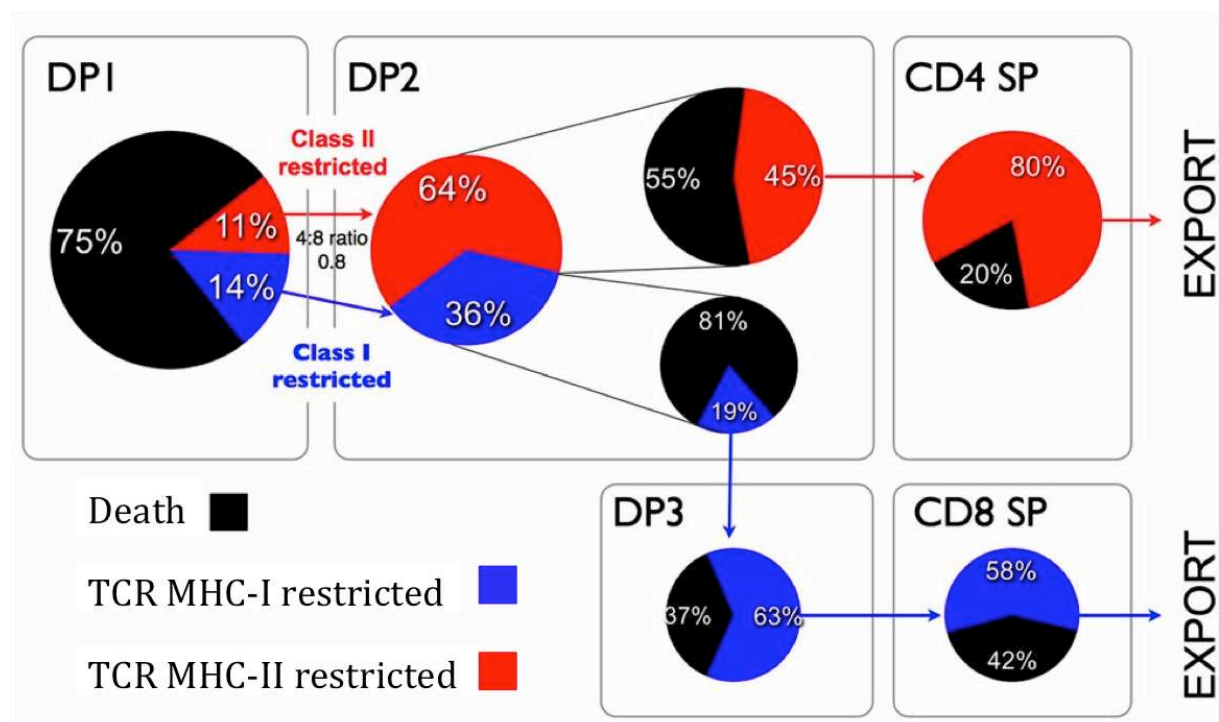 DP1
DP2
CD4 SP
Class II
restricted
75%
11%
14%
4:8 ratio
0.8
Class I
restricted
64%
36%
55%
45%
81%
19%
80%
20%
EXPORT
Death
TCR MHC-I restricted
TCR MHC-II restricted
DP3
37%
63%
CD8 SP
58%
42%
EXPORT